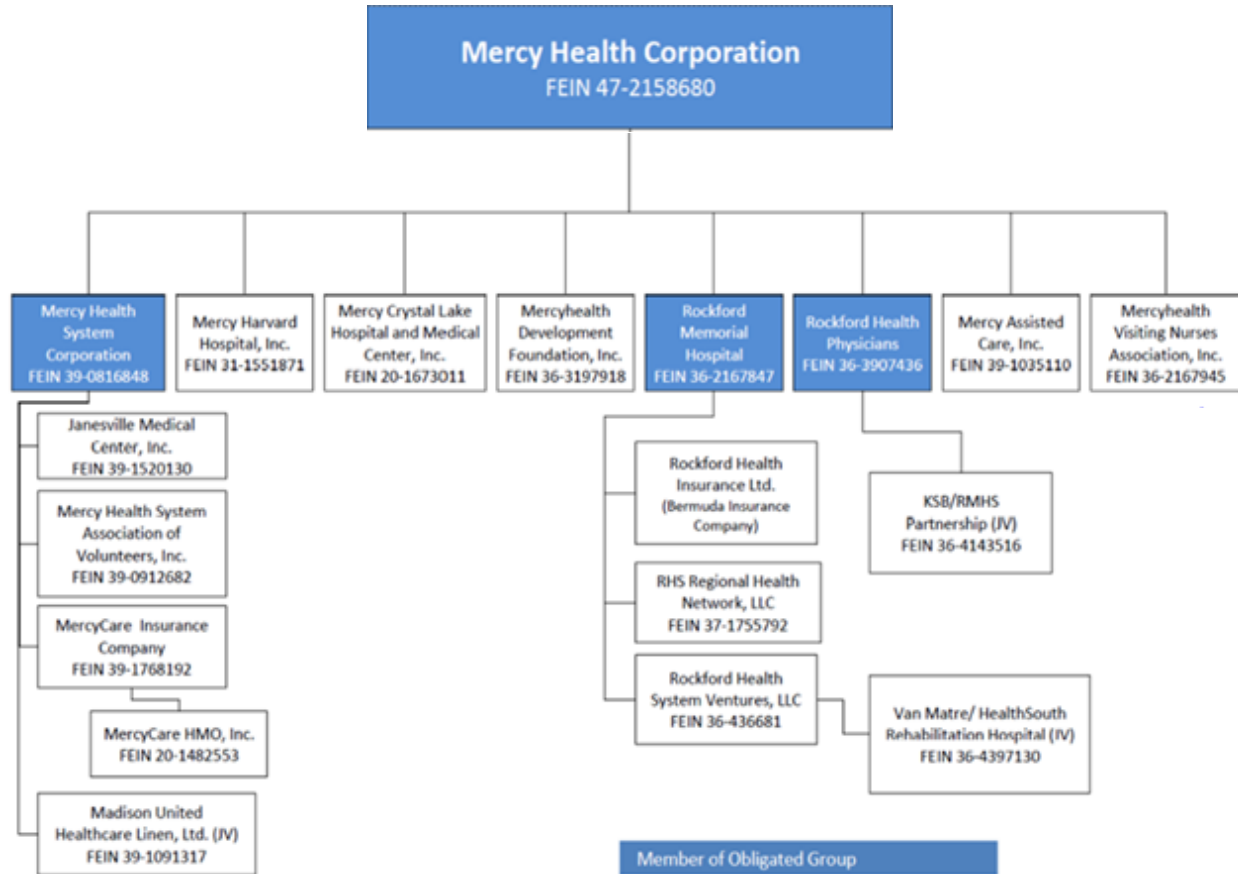 Mercy Health Corporation
FEIN 47-2158680
Mercy Health
System
Corporation
FEIN 39-0816848
Mercy Harvard
Hospital, Inc.
FEIN 31-1551871
Mercy Crystal Lake
Hospital and Medical
Center, Inc.
FEIN 20-1673011
Mercyhealth
Development
Foundation, Inc.
FEIN 36-3197918
Rockford
Memorial
Hospital
FEIN 36-2167847
Rockford Health
Physicians
FEIN 36-3907436
Mercy Assisted
Care, Inc.
FEIN 39-1035110
Mercyhealth
Visiting Nurses
Association, Inc.
FEIN 36-2167945
Janesville Medical
Center, Inc.
FEIN 39-1520130
Mercy Health System
Association of
Volunteers, Inc.
FEIN 39-0912682
MercyCare Insurance
Company
FEIN 39-1768192
MercyCare HMO, Inc.
FEIN 20-1482553
Madison United
Healthcare Linen, Ltd. (JV)
FEIN 39-1091317
Rockford Health
Insurance Ltd.
(Bermuda Insurance
Company)
RHS Regional Health
Network, LLC
FEIN 37-1755792
Rockford Health
System Ventures, LLC
FEIN 36-436681
KSB/RMHS
Partnership (JV)
FEIN 36-4143516
Van Matre/ HealthSouth
Rehabilitation Hospital (JV)
FEIN 36-4397130
Member of Obligated Group